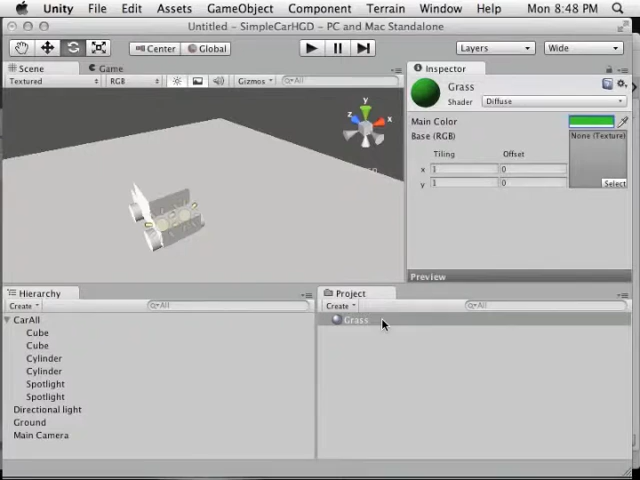 Unity File Edit Assets GameObject Component Terrain Window Help Mon 8:48 PM
Untitled - SimpleCarHGD - PC and Mac Standalone
Center Global Layers Wide
Scene Game Inspector
Textured RGB Gizmos All
Grass
Shader Diffuse
y
z
x
Main Color
Base (RGB) None (Texture)
Tiling Offset
x 1 0
y 1 0 Select
Preview
Hierarchy Project
Create All Create All
CarAll Grass
Cube
Cube
Cylinder
Cylinder
Spotlight
Spotlight
Directional light
Ground
Main Camera